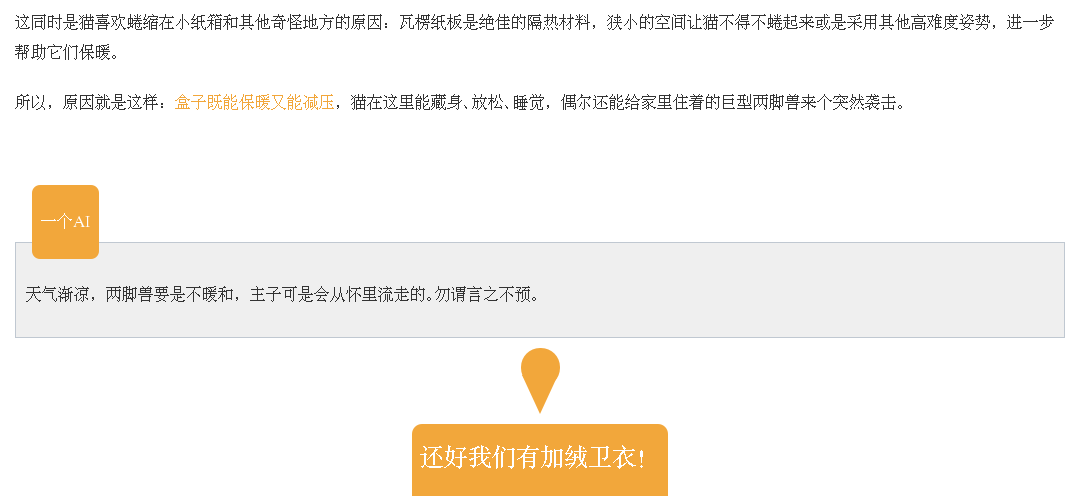 这同时是猫喜欢蜷缩在小纸箱和其他奇怪地方的原因：瓦楞纸板是绝佳的隔热材料，狭小的空间让猫不得不蜷起来或是采用其他高难度姿势，进一步
帮助它们保暖。
所以，原因就是这样：盒子既能保暖又能减压，猫在这里能藏身、放松、睡觉，偶尔还能给家里住着的巨型两脚兽来个突然袭击。
一个AI
天气渐凉，两脚兽要是不暖和，主子可是会从怀里流走的。勿谓言之不预。
还好我们有加绒卫衣！